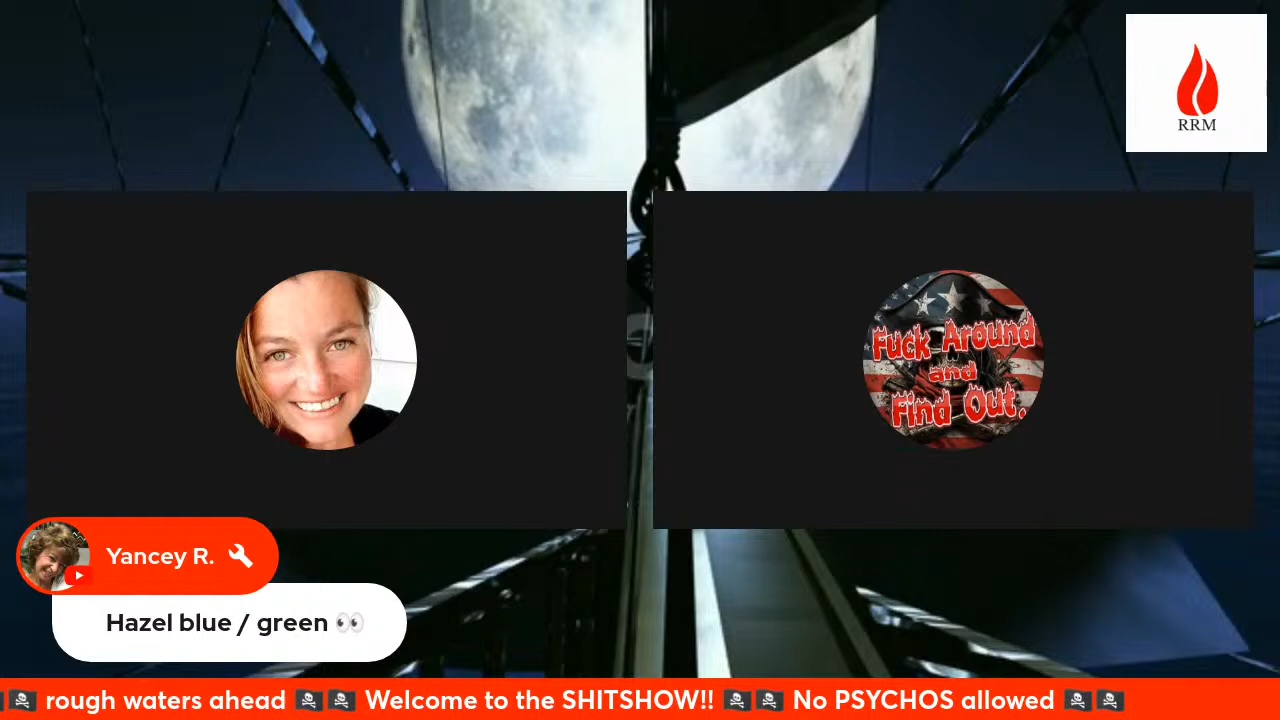 RRM
Fuck Around
and
Find Out.
Yancey R.
Hazel blue / green 👀
🏴‍☠️ rough waters ahead 🏴‍☠️🏴‍☠️ Welcome to the SHITSHOW!! 🏴‍☠️🏴‍☠️ No PSYCHOS allowed 🏴‍☠️🏴‍☠️